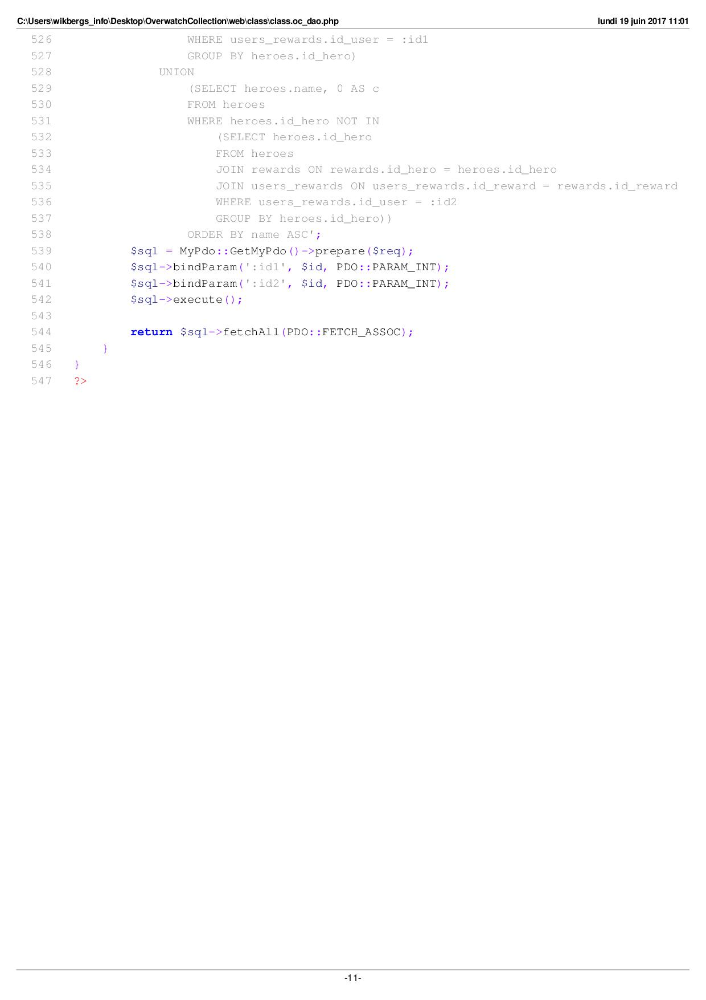 C:\Users\wikbergs_info\Desktop\OverwatchCollection\web\class\class.oc_dao.php lundi 19 juin 2017 11:01
526 WHERE users_rewards.id_user = :id1
527 GROUP BY heroes.id_hero)
528 UNION
529 (SELECT heroes.name, 0 AS c
530 FROM heroes
531 WHERE heroes.id_hero NOT IN
532 (SELECT heroes.id_hero
533 FROM heroes
534 JOIN rewards ON rewards.id_hero = heroes.id_hero
535 JOIN users_rewards ON users_rewards.id_reward = rewards.id_reward
536 WHERE users_rewards.id_user = :id2
537 GROUP BY heroes.id_hero))
538 ORDER BY name ASC';
539 $sql = MyPdo::GetMyPdo()->prepare($req);
540 $sql->bindParam(':id1', $id, PDO::PARAM_INT);
541 $sql->bindParam(':id2', $id, PDO::PARAM_INT);
542 $sql->execute();
543
544 return $sql->fetchAll(PDO::FETCH_ASSOC);
545 }
546 }
547 ?>
-11-